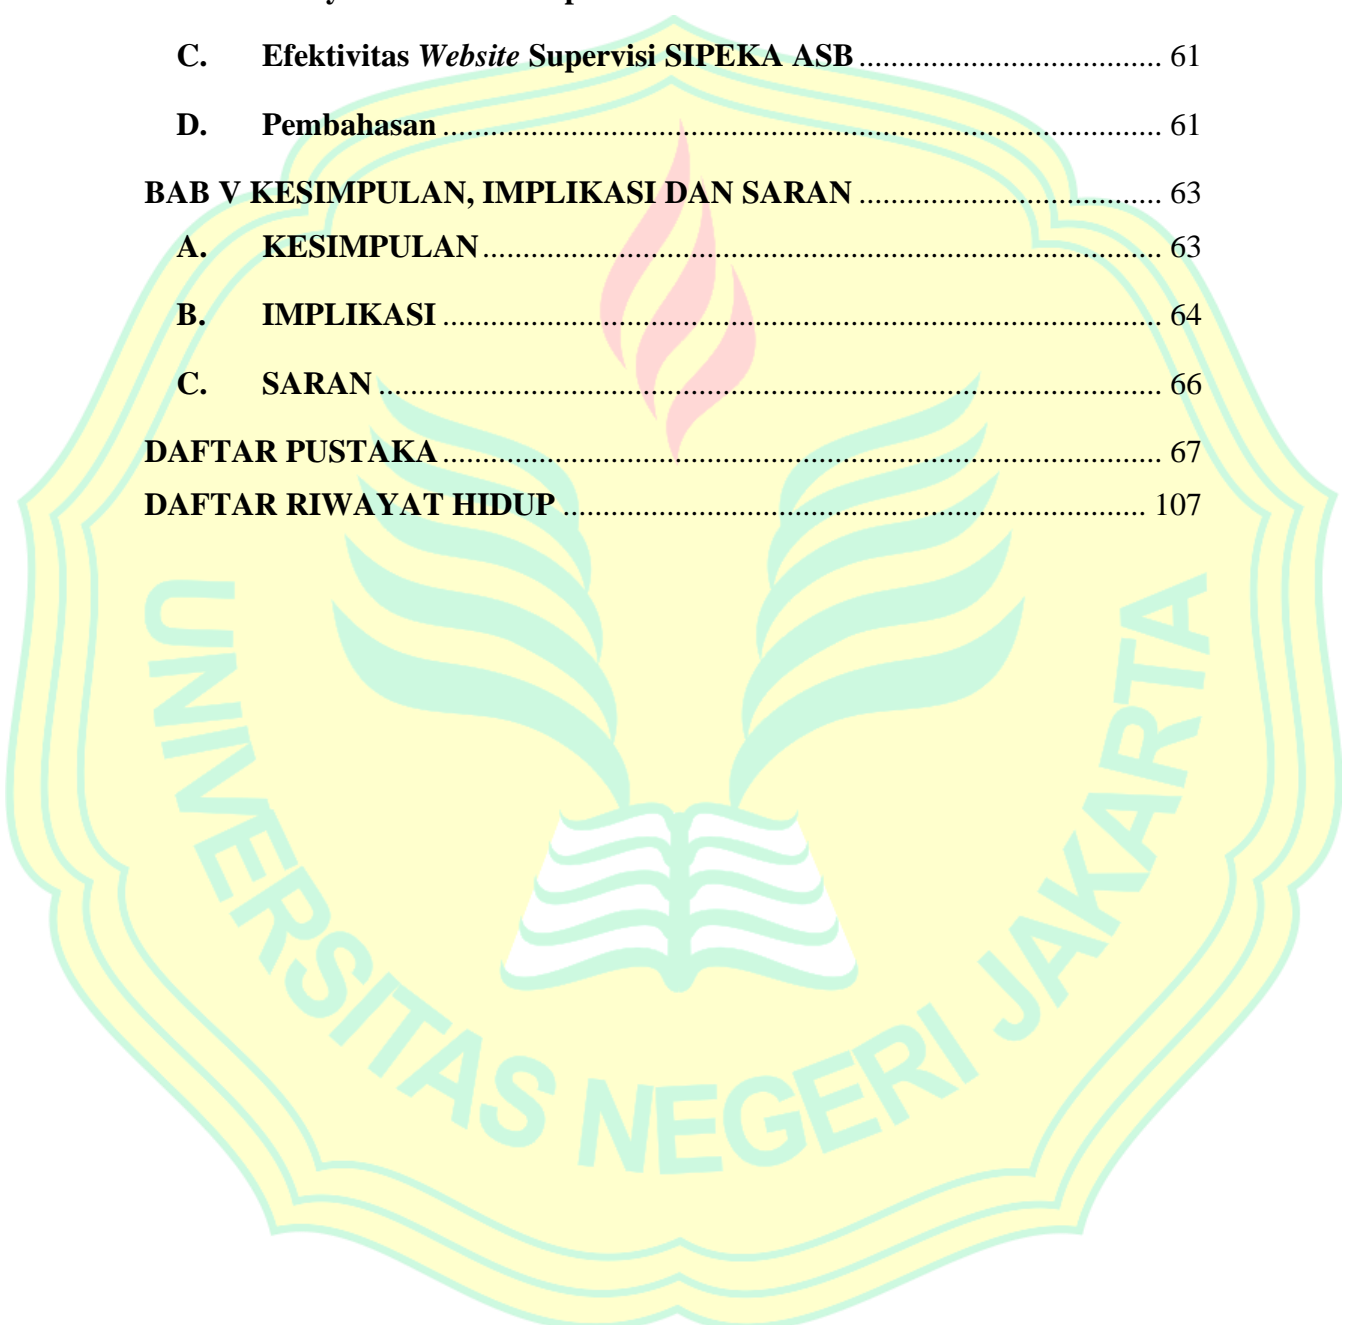 C. Efektivitas Website Supervisi SIPEKA ASB ...................................... 61
D. Pembahasan .......................................................................................... 61
BAB V KESIMPULAN, IMPLIKASI DAN SARAN ...................................... 63
A. KESIMPULAN ..................................................................................... 63
B. IMPLIKASI .......................................................................................... 64
C. SARAN .................................................................................................. 66
DAFTAR PUSTAKA .......................................................................................... 67
DAFTAR RIWAYAT HIDUP ......................................................................... 107
UNIVERSITAS NEGERI JAKARTA